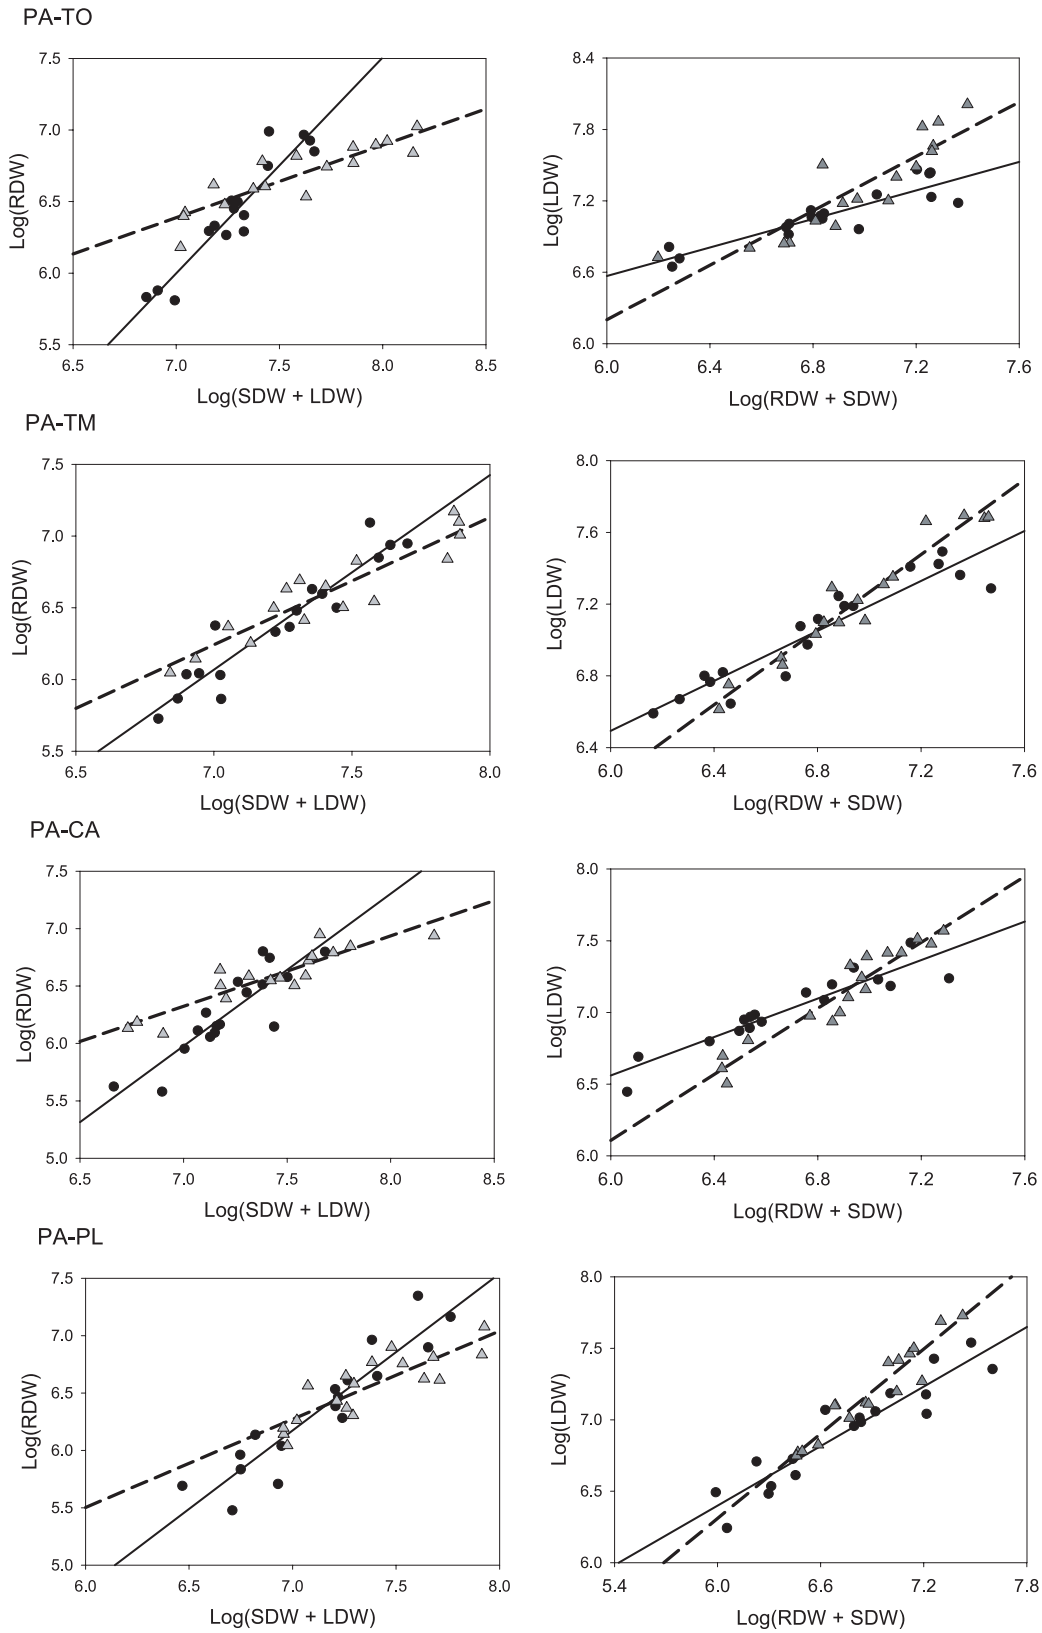 PA-TO
7.5
7.0
6.5
6.0
5.5
Log(RDW)
6.5 7.0 7.5 8.0 8.5
Log(SDW + LDW)
8.4
7.8
7.2
6.6
6.0
Log(LDW)
6.0 6.4 6.8 7.2 7.6
Log(RDW + SDW)
PA-TM
7.5
7.0
6.5
6.0
5.5
Log(RDW)
6.5 7.0 7.5 8.0
Log(SDW + LDW)
8.0
7.6
7.2
6.8
6.4
Log(LDW)
6.0 6.4 6.8 7.2 7.6
Log(RDW + SDW)
PA-CA
7.5
7.0
6.5
6.0
5.5
5.0
Log(RDW)
6.5 7.0 7.5 8.0 8.5
Log(SDW + LDW)
8.0
7.5
7.0
6.5
6.0
Log(LDW)
6.0 6.4 6.8 7.2 7.6
Log(RDW + SDW)
PA-PL
7.5
7.0
6.5
6.0
5.5
5.0
Log(RDW)
6.0 6.5 7.0 7.5 8.0
Log(SDW + LDW)
8.0
7.5
7.0
6.5
6.0
Log(LDW)
5.4 6.0 6.6 7.2 7.8
Log(RDW + SDW)